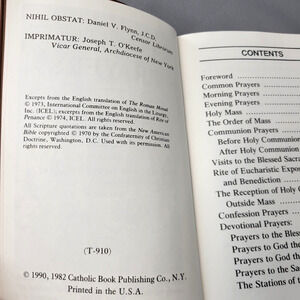 NIHIL OBSTAT: Daniel V. Flynn, J.C.D.
Censor Librorum
IMPRIMATUR: Joseph T. O'Keefe
Vicar General, Archdiocese of New York
Excerpts from the English translation of The Roman Missal
© 1973, International Committee on English in the Liturgy,
Inc. (ICEL); excerpts from the English translation of Rite of
Penance © 1974, ICEL. All rights reserved.
All Scripture quotations are taken from the New American
Bible copyrighted © 1970 by the Confraternity of Christian
Doctrine, Washington, D.C. Used with permission. All
rights reserved.
(T-910)
© 1990, 1982 Catholic Book Publishing Co., N.Y.
Printed in the U.S.A.
CONTENTS
Foreword
Common Prayers
Morning Prayers
Evening Prayers
Holy Mass
The Order of Mass
Communion Prayers
Before Holy Communion
After Holy Communion
Visits to the Blessed Sacra
Rite of Eucharistic Expos
and Benediction
The Reception of Holy
Outside Mass
Confession Prayers
Devotional Prayers:
Prayers to the Bless
Prayers to God the
Prayers to God the
Prayers to the Sa
The Stations of t